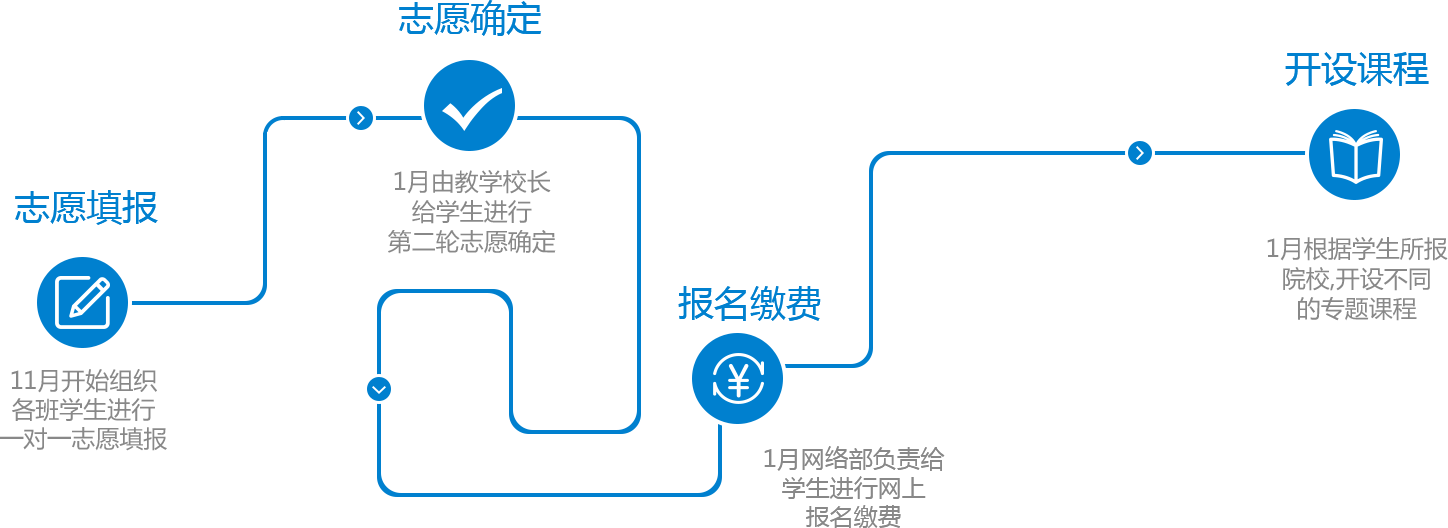 志愿填报
11月开始组织
各班学生进行
一对一志愿填报
志愿确定
1月由教学校长
给学生进行
第二轮志愿确定
报名缴费
1月网络部负责给
学生进行网上
报名缴费
开设课程
1月根据学生所报
院校,开设不同
的专题课程